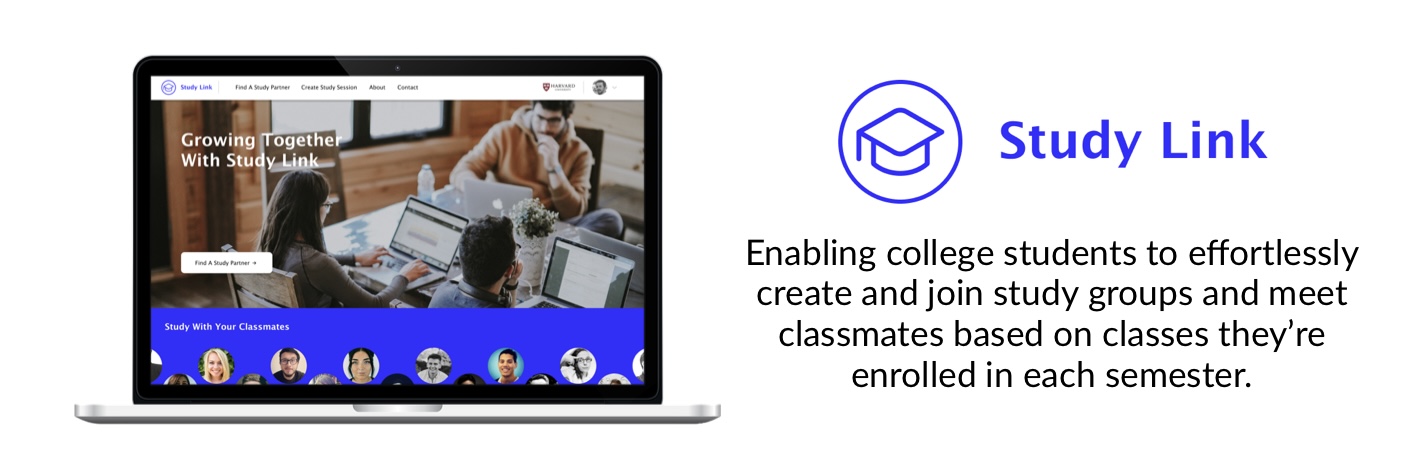 Study Link
Find A Study Partner
Create Study Session
About
Contact
HARVARD
UNIVERSITY
Growing Together
With Study Link
Find A Study Partner →
Study With Your Classmates
Study Link
Enabling college students to effortlessly
create and join study groups and meet
classmates based on classes they’re
enrolled in each semester.